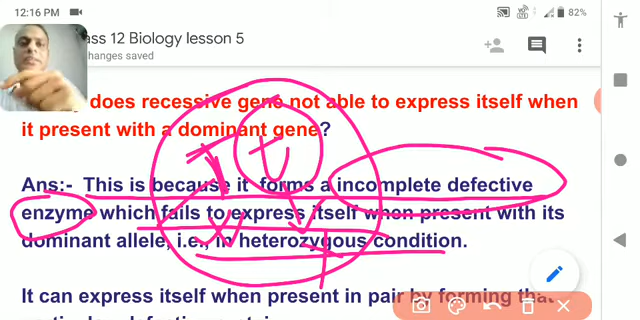 12:16 PM
82%
ass 12 Biology lesson 5
changes saved
does recessive gene not able to express itself when
it present with a dominant gene?
Ans:- This is because it forms a incomplete defective
enzyme which fails to express itself when present with its
dominant allele, i.e., in heterozygous condition.
It can express itself when present in pair by forming that
T t